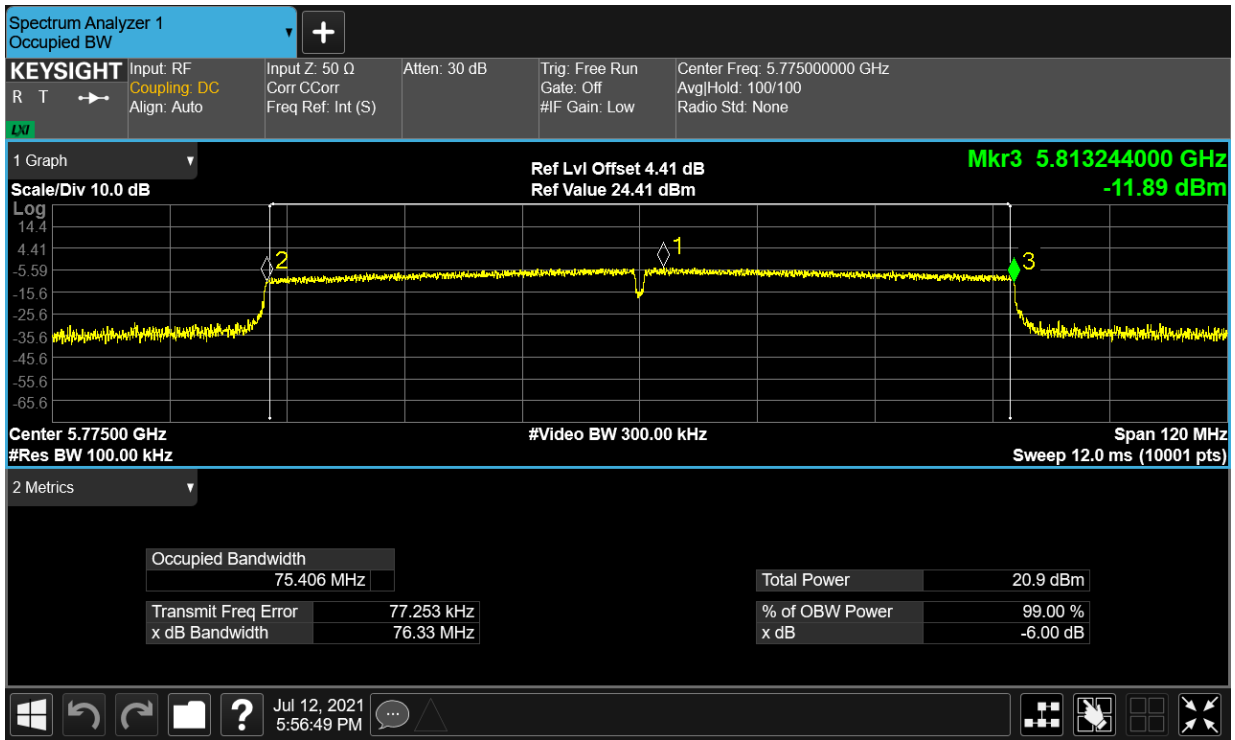 Spectrum Analyzer 1
Occupied BW
KEYSIGHT
R T
LXI
Input: RF
Coupling: DC
Align: Auto
Input Z: 50 Ω
Corr CCorr
Freq Ref: Int (S)
Atten: 30 dB
Trig: Free Run
Gate: Off
#IF Gain: Low
Center Freq: 5.775000000 GHz
Avg|Hold: 100/100
Radio Std: None
1 Graph
Scale/Div 10.0 dB
Ref Lvl Offset 4.41 dB
Ref Value 24.41 dBm
Mkr3 5.813244000 GHz
-11.89 dBm
Log
14.4
4.41
-5.59
-15.6
-25.6
-35.6
-45.6
-55.6
-65.6
2
1
3
Center 5.77500 GHz
#Video BW 300.00 kHz
Span 120 MHz
#Res BW 100.00 kHz
Sweep 12.0 ms (10001 pts)
2 Metrics
Occupied Bandwidth
75.406 MHz
Transmit Freq Error 77.253 kHz
x dB Bandwidth 76.33 MHz
Total Power 20.9 dBm
% of OBW Power 99.00 %
x dB -6.00 dB
?
Jul 12, 2021
5:56:49 PM